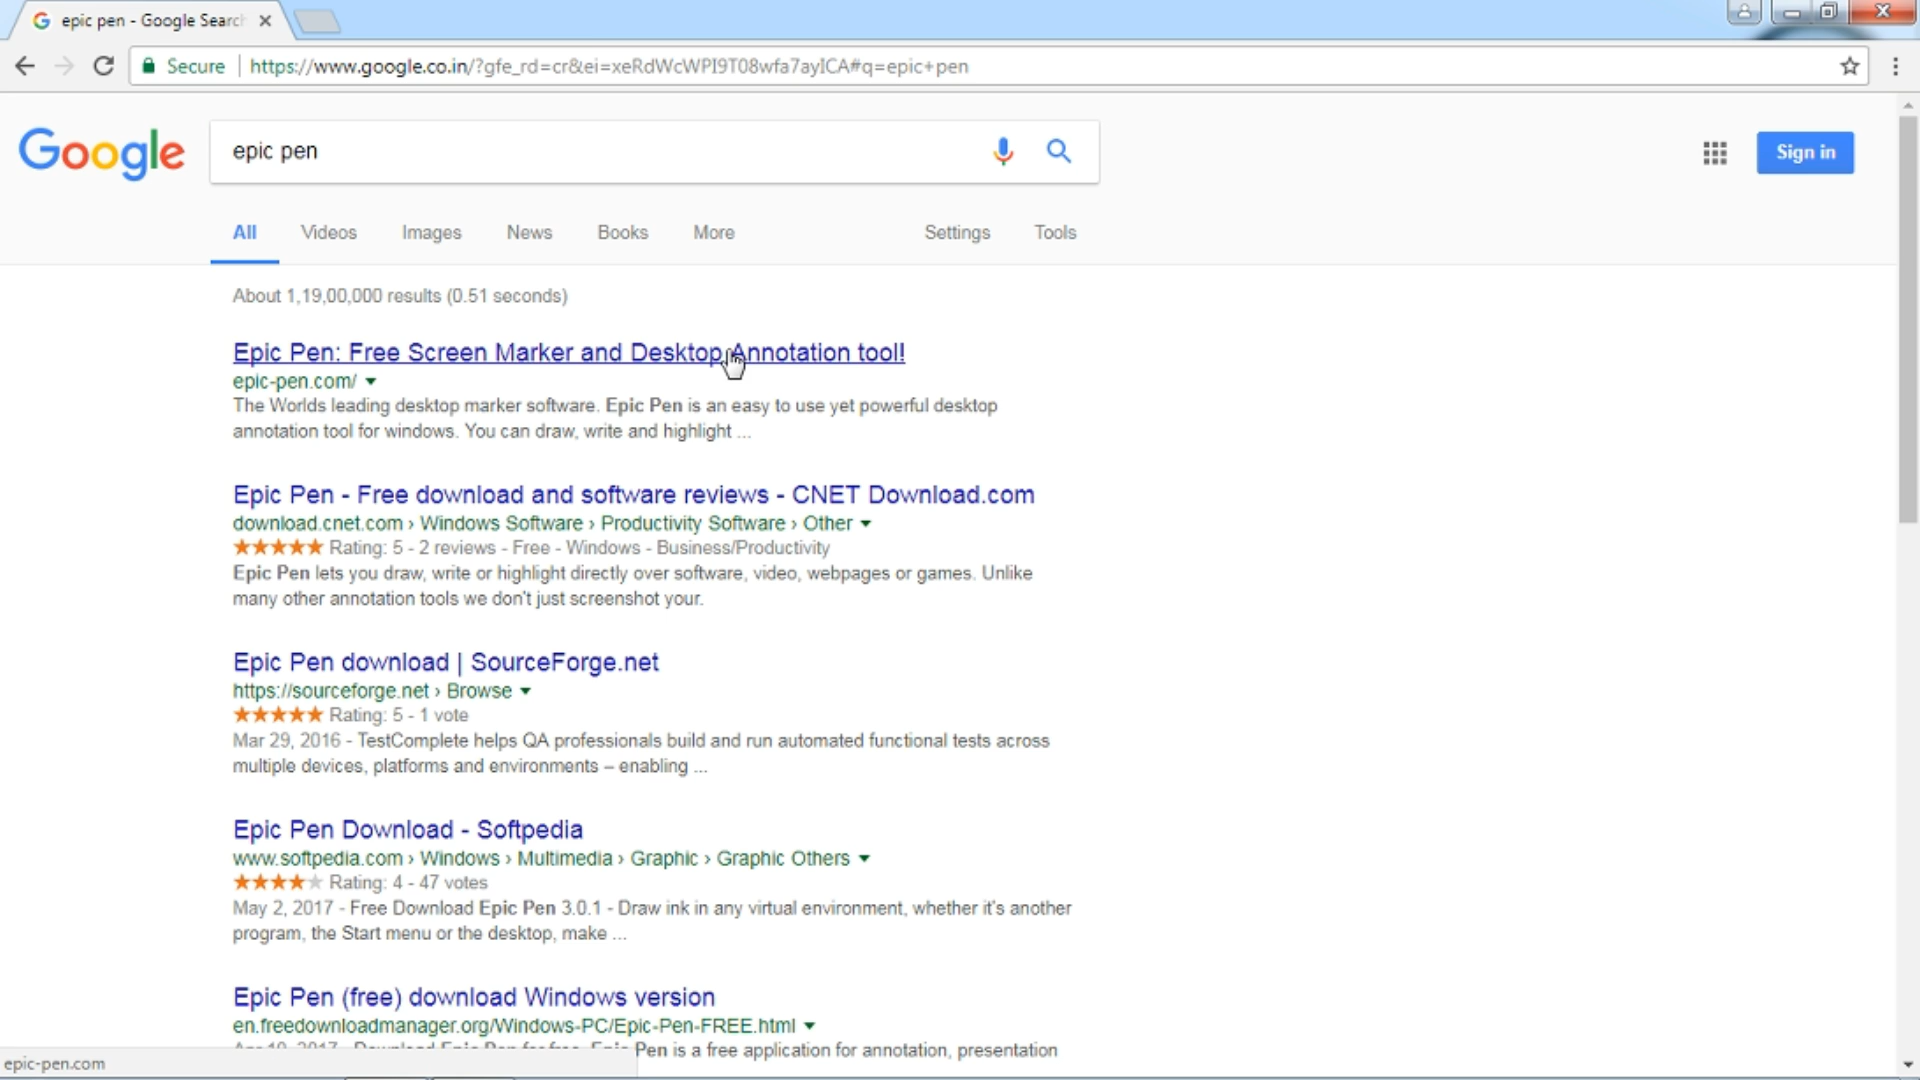 epic pen - Google Search
Secure https://www.google.co.in/?gfe_rd=cr&ei=xeRdWcWPI9T08wfa7ayICA#q=epic+pen
Google epic pen Sign in
All Videos Images News Books More Settings Tools
About 1,19,00,000 results (0.51 seconds)
Epic Pen: Free Screen Marker and Desktop Annotation tool!
epic-pen.com/
The Worlds leading desktop marker software. Epic Pen is an easy to use yet powerful desktop
annotation tool for windows. You can draw, write and highlight ...
Epic Pen - Free download and software reviews - CNET Download.com
download.cnet.com › Windows Software › Productivity Software › Other
Rating: 5 - 2 reviews - Free - Windows - Business/Productivity
Epic Pen lets you draw, write or highlight directly over software, video, webpages or games. Unlike
many other annotation tools we don't just screenshot your.
Epic Pen download | SourceForge.net
https://sourceforge.net › Browse
Rating: 5 - 1 vote
Mar 29, 2016 - TestComplete helps QA professionals build and run automated functional tests across
multiple devices, platforms and environments – enabling ...
Epic Pen Download - Softpedia
www.softpedia.com › Windows › Multimedia › Graphic › Graphic Others
Rating: 4 - 47 votes
May 2, 2017 - Free Download Epic Pen 3.0.1 - Draw ink in any virtual environment, whether it's another
program, the Start menu or the desktop, make ...
Epic Pen (free) download Windows version
en.freedownloadmanager.org/Windows-PC/Epic-Pen-FREE.html
Pen is a free application for annotation, presentation
epic-pen.com